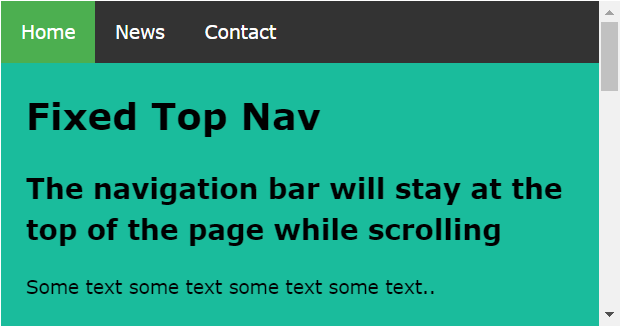 Home News Contact
Fixed Top Nav
The navigation bar will stay at the
top of the page while scrolling
Some text some text some text some text..